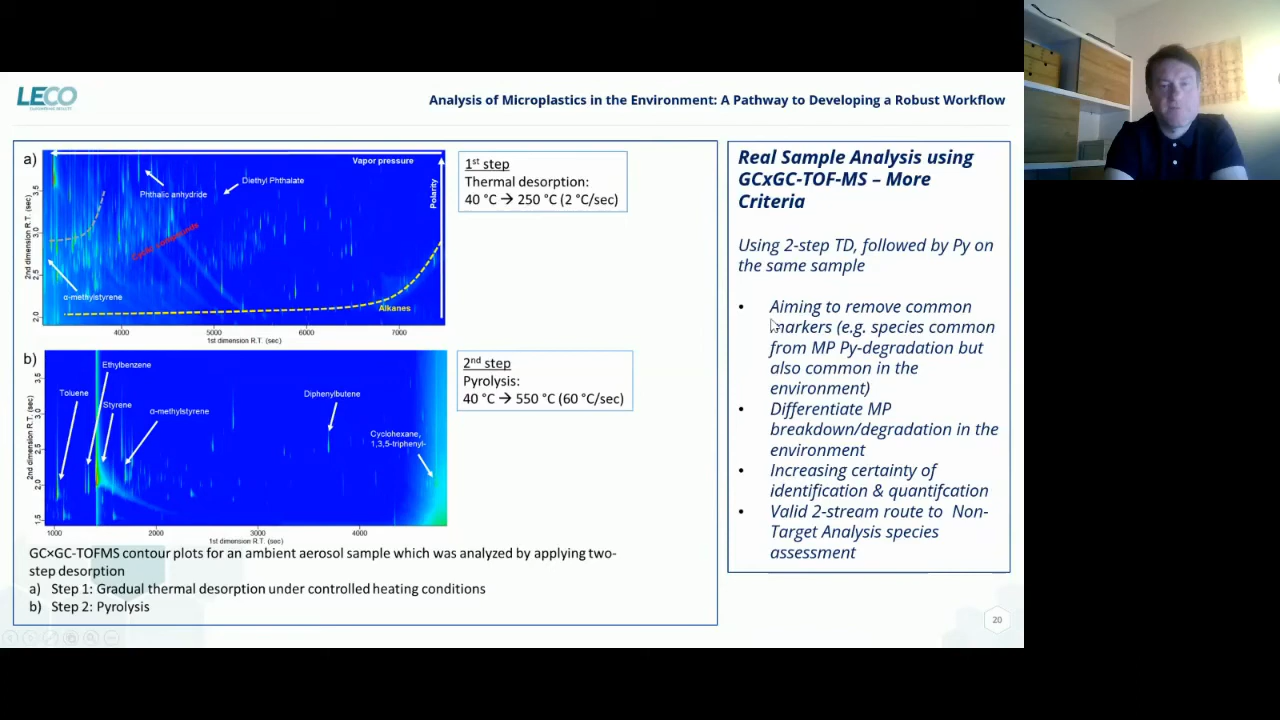 LECO
Analysis of Microplastics in the Environment: A Pathway to Developing a Robust Workflow
a)
Vapor pressure
Polarity
Phthalic anhydride
Diethyl Phthalate
Cyclic compounds
α-methylstyrene
Alkanes
2nd dimension R.T. (sec)
3,5
3,0
2,5
2,0
4000 5000 6000 7000
1st dimension R.T. (sec)
1st step
Thermal desorption:
40 °C → 250 °C (2 °C/sec)
b)
Ethylbenzene
Toluene
Styrene
α-methylstyrene
Diphenylbutene
Cyclohexane,
1,3,5-triphenyl-
2nd dimension R.T. (sec)
3,5
3,0
2,5
2,0
1,5
1000 2000 3000 4000
1st dimension R.T. (sec)
2nd step
Pyrolysis:
40 °C → 550 °C (60 °C/sec)
GC×GC-TOFMS contour plots for an ambient aerosol sample which was analyzed by applying two-
step desorption
a) Step 1: Gradual thermal desorption under controlled heating conditions
b) Step 2: Pyrolysis
Real Sample Analysis using
GCxGC-TOF-MS – More
Criteria
Using 2-step TD, followed by Py on
the same sample
• Aiming to remove common
markers (e.g. species common
from MP Py-degradation but
also common in the
environment)
• Differentiate MP
breakdown/degradation in the
environment
• Increasing certainty of
identification & quantifcation
• Valid 2-stream route to Non-
Target Analysis species
assessment
20